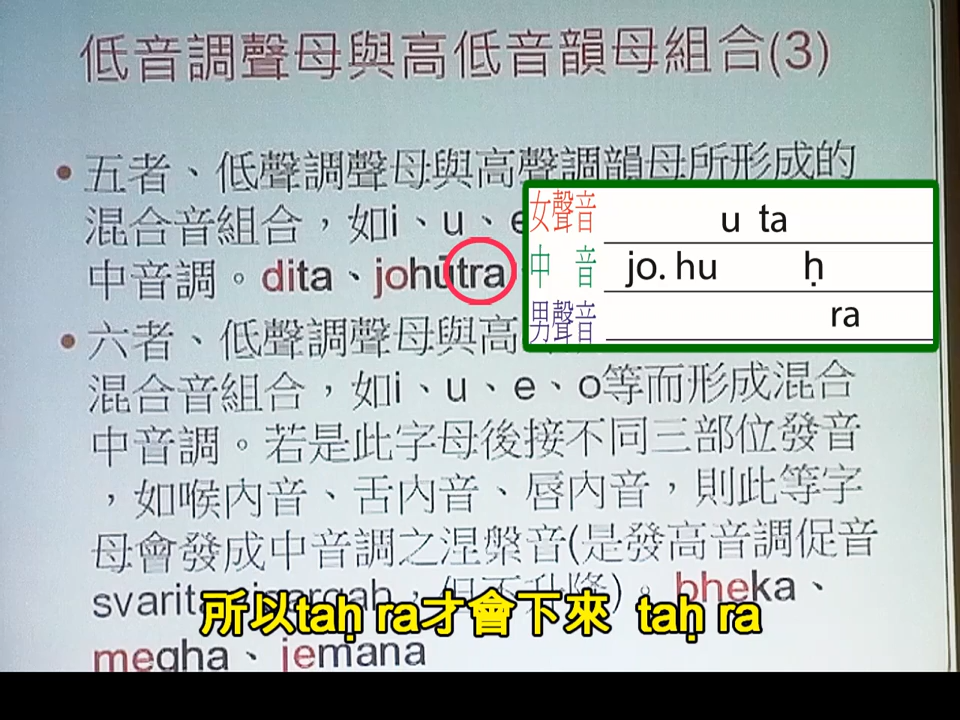 低音調聲母與高低音韻母組合(3)
• 五者、低聲調聲母與高聲調韻母所形成的
混合音組合，如i、u、e
中音調。dita、johūtra
女聲音 u ta
中 音 jo. hu ḥ
男聲音 ra
• 六者、低聲調聲母與高
混合音組合，如i、u、e、o等而形成混合
中音調。若是此字母後接不同三部位發音
，如喉內音、舌內音、唇內音，則此等字
母會發成中音調之涅槃音(是發高音調促音
bheka、
megha、jemana
所以taḥ ra才會下來 taḥ ra